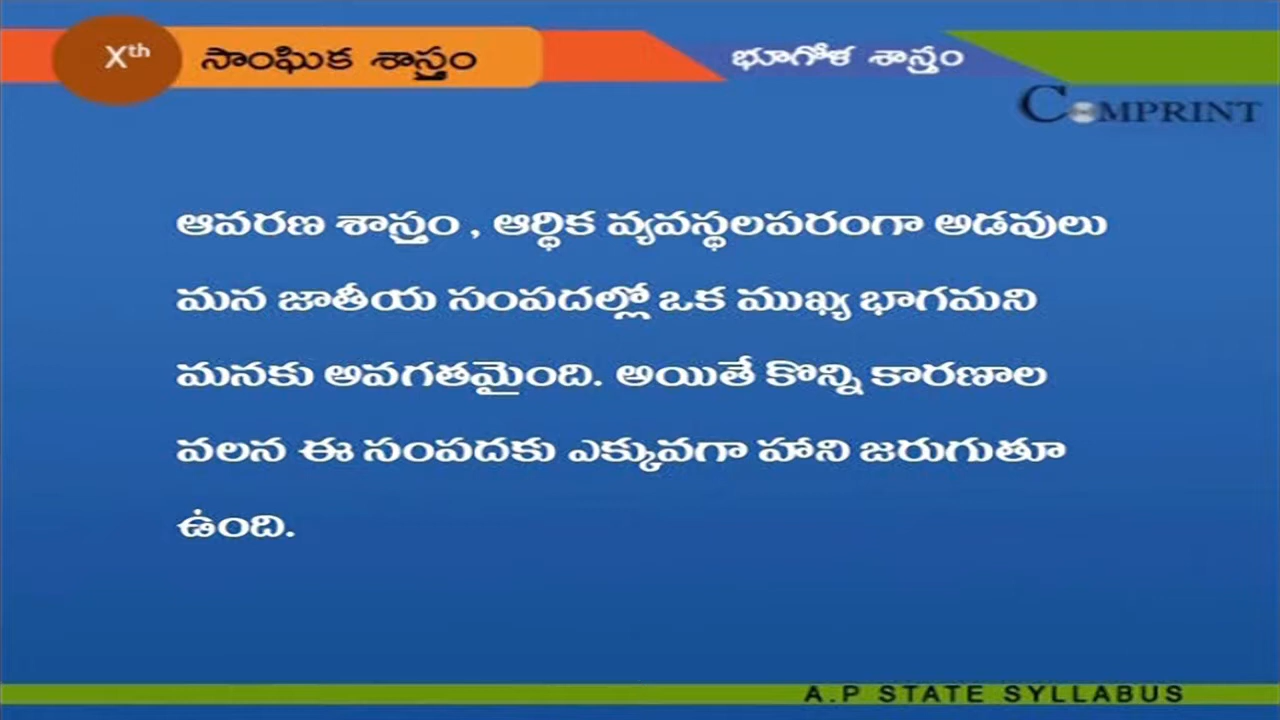 Xth సాంఘిక శాస్త్రం
భూగోళ శాస్త్రం
COMPRINT
ఆవరణ శాస్త్రం , ఆర్థిక వ్యవస్థలపరంగా అడవులు
మన జాతీయ సంపదల్లో ఒక ముఖ్య భాగమని
మనకు అవగతమైంది. అయితే కొన్ని కారణాల
వలన ఈ సంపదకు ఎక్కువగా హాని జరుగుతూ
ఉంది.
A.P STATE SYLLABUS